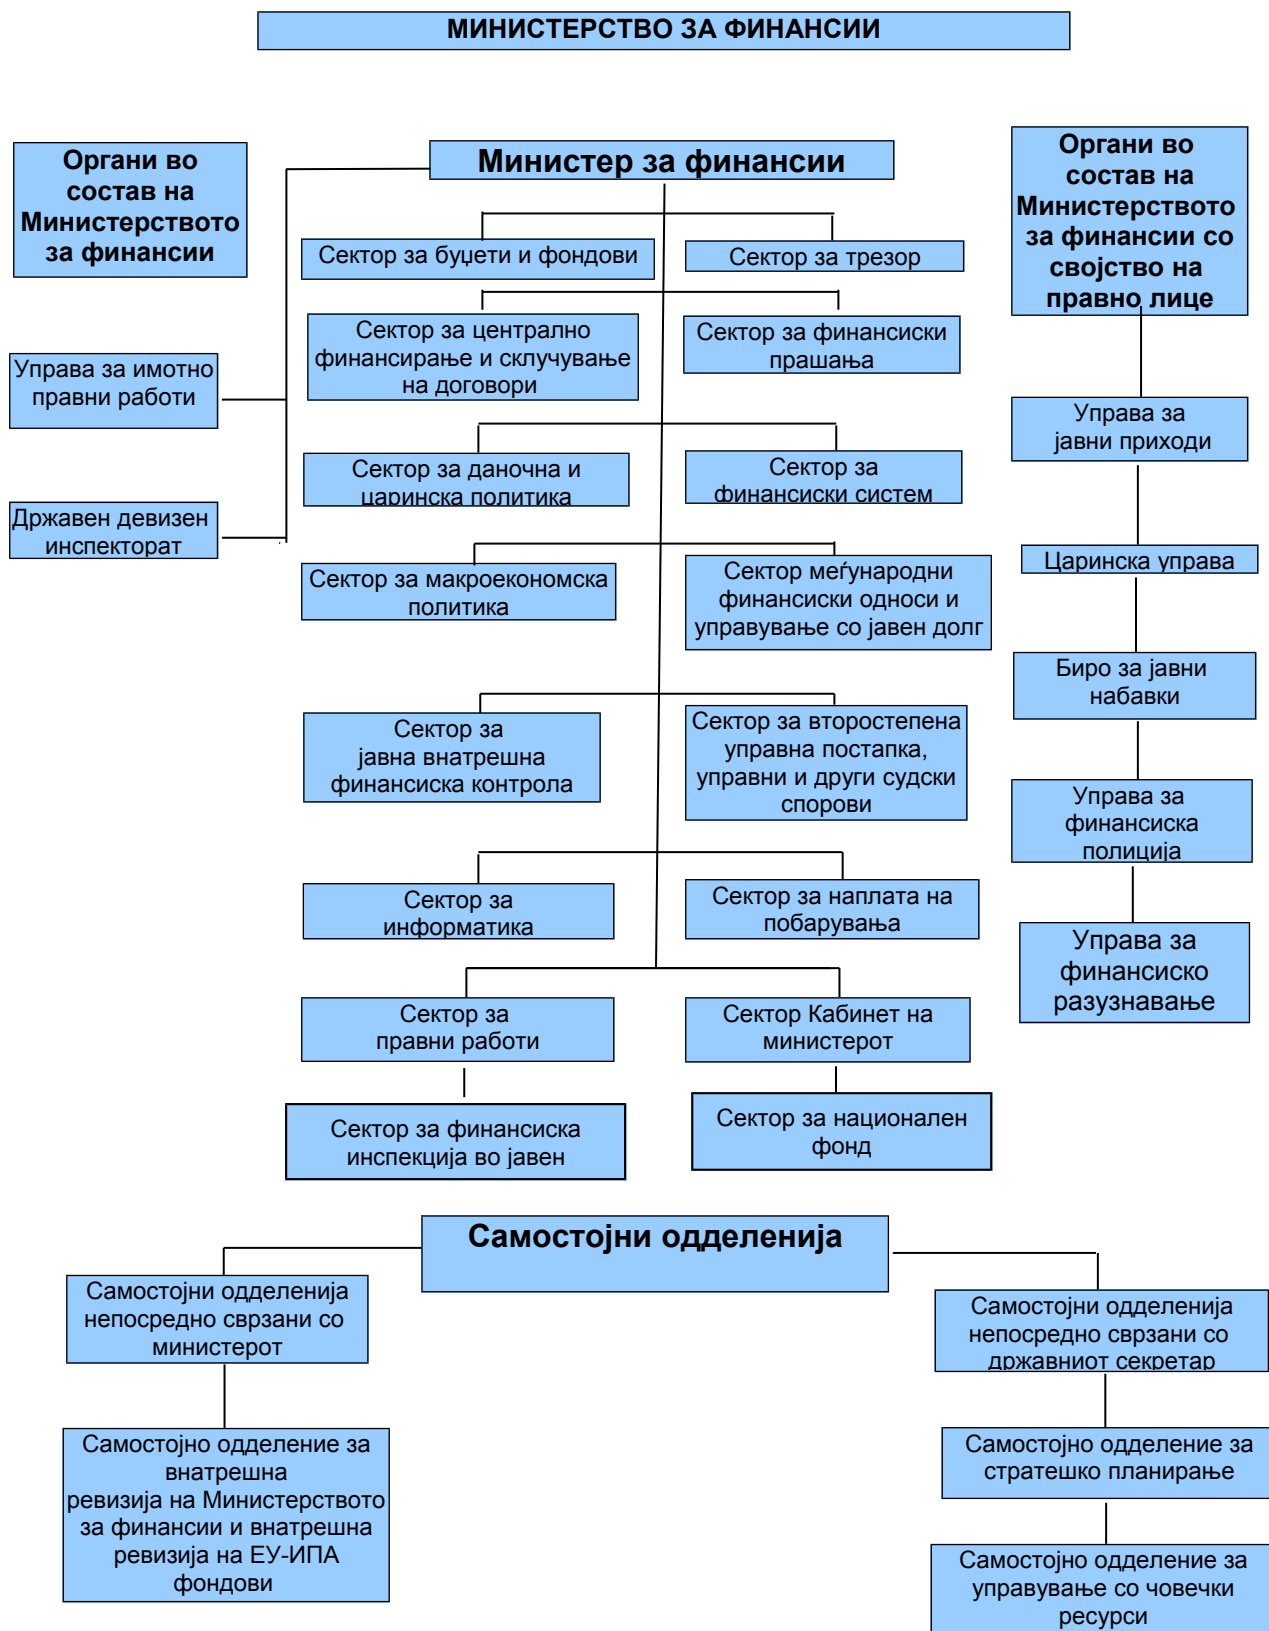 МИНИСТЕРСТВО ЗА ФИНАНСИИ
Органи во
состав на
Министерството
за финансии
Министер за финансии
Органи во
состав на
Министерството
за финансии со
својство на
правно лице
Сектор за буџети и фондови
Сектор за трезор
Сектор за централно
финансирање и склучување
на договори
Сектор за финансиски
прашања
Управа за имотно
правни работи
Управа за
јавни приходи
Сектор за даночна и
царинска политика
Сектор за
финансиски систем
Државен девизен
инспекторат
Царинска управа
Сектор за макроекономска
политика
Сектор меѓународни
финансиски односи и
управување со јавен долг
Биро за јавни
набавки
Сектор за
јавна внатрешна
финансиска контрола
Сектор за второстепена
управна постапка,
управни и други судски
спорови
Управа за
финансиска
полиција
Сектор за
информатика
Сектор за наплата на
побарувања
Управа за
финансиско
разузнавање
Сектор за
правни работи
Сектор Кабинет на
министерот
Сектор за финансиска
инспекција во јавен
Сектор за национален
фонд
Самостојни одделенија
Самостојни одделенија
непосредно сврзани со
министерот
Самостојни одделенија
непосредно сврзани со
државниот секретар
Самостојно одделение за
внатрешна
ревизија на Министерството
за финансии и внатрешна
ревизија на ЕУ-ИПА
фондови
Самостојно одделение за
стратешко планирање
Самостојно одделение за
управување со човечки
ресурси